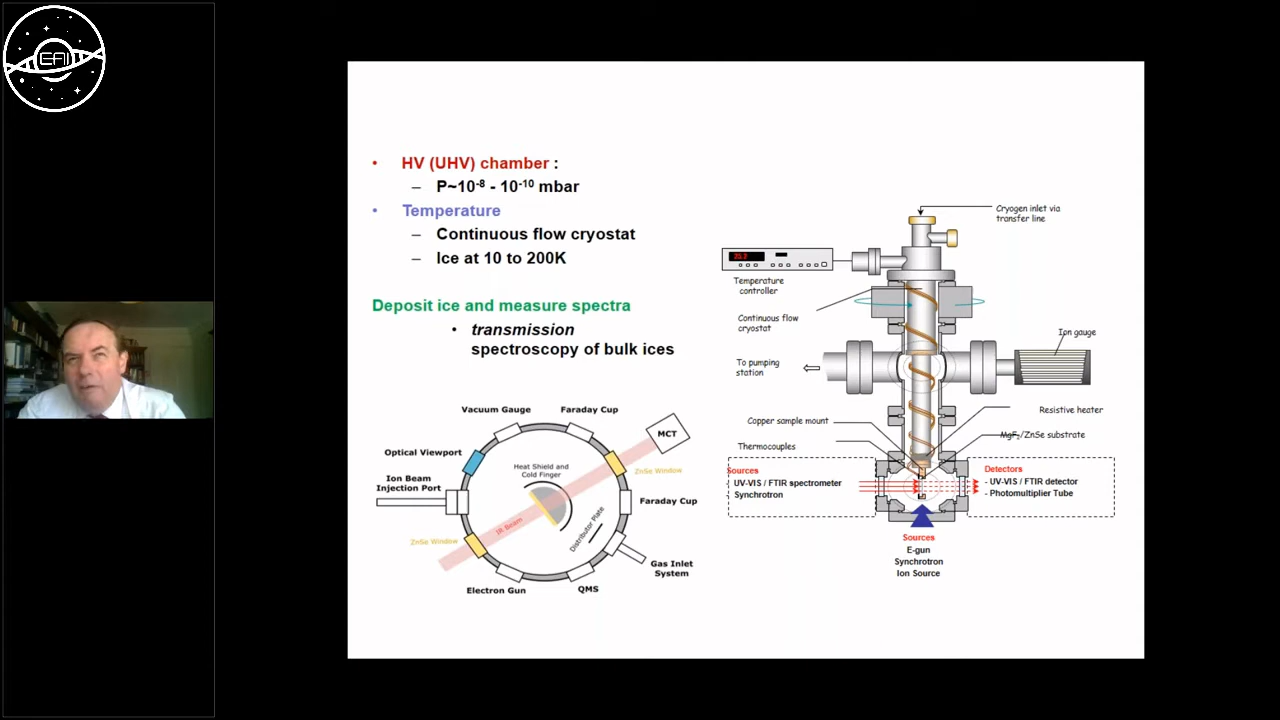 EAI
HV (UHV) chamber :
– P~10-8 - 10-10 mbar
Temperature
– Continuous flow cryostat
– Ice at 10 to 200K
Deposit ice and measure spectra
• transmission
spectroscopy of bulk ices
Vacuum Gauge
Faraday Cup
MCT
Optical Viewport
ZnSe Window
Ion Beam
Injection Port
Heat Shield and
Cold Finger
Faraday Cup
Distributor Plate
IR Beam
ZnSe Window
Gas Inlet
System
Electron Gun
QMS
Cryogen inlet via
transfer line
Temperature
controller
Continuous flow
cryostat
Ion gauge
To pumping
station
Copper sample mount
Resistive heater
Thermocouples
MgF2/ZnSe substrate
Sources
- UV-VIS / FTIR spectrometer
- Synchrotron
Detectors
- UV-VIS / FTIR detector
- Photomultiplier Tube
Sources
E-gun
Synchrotron
Ion Source